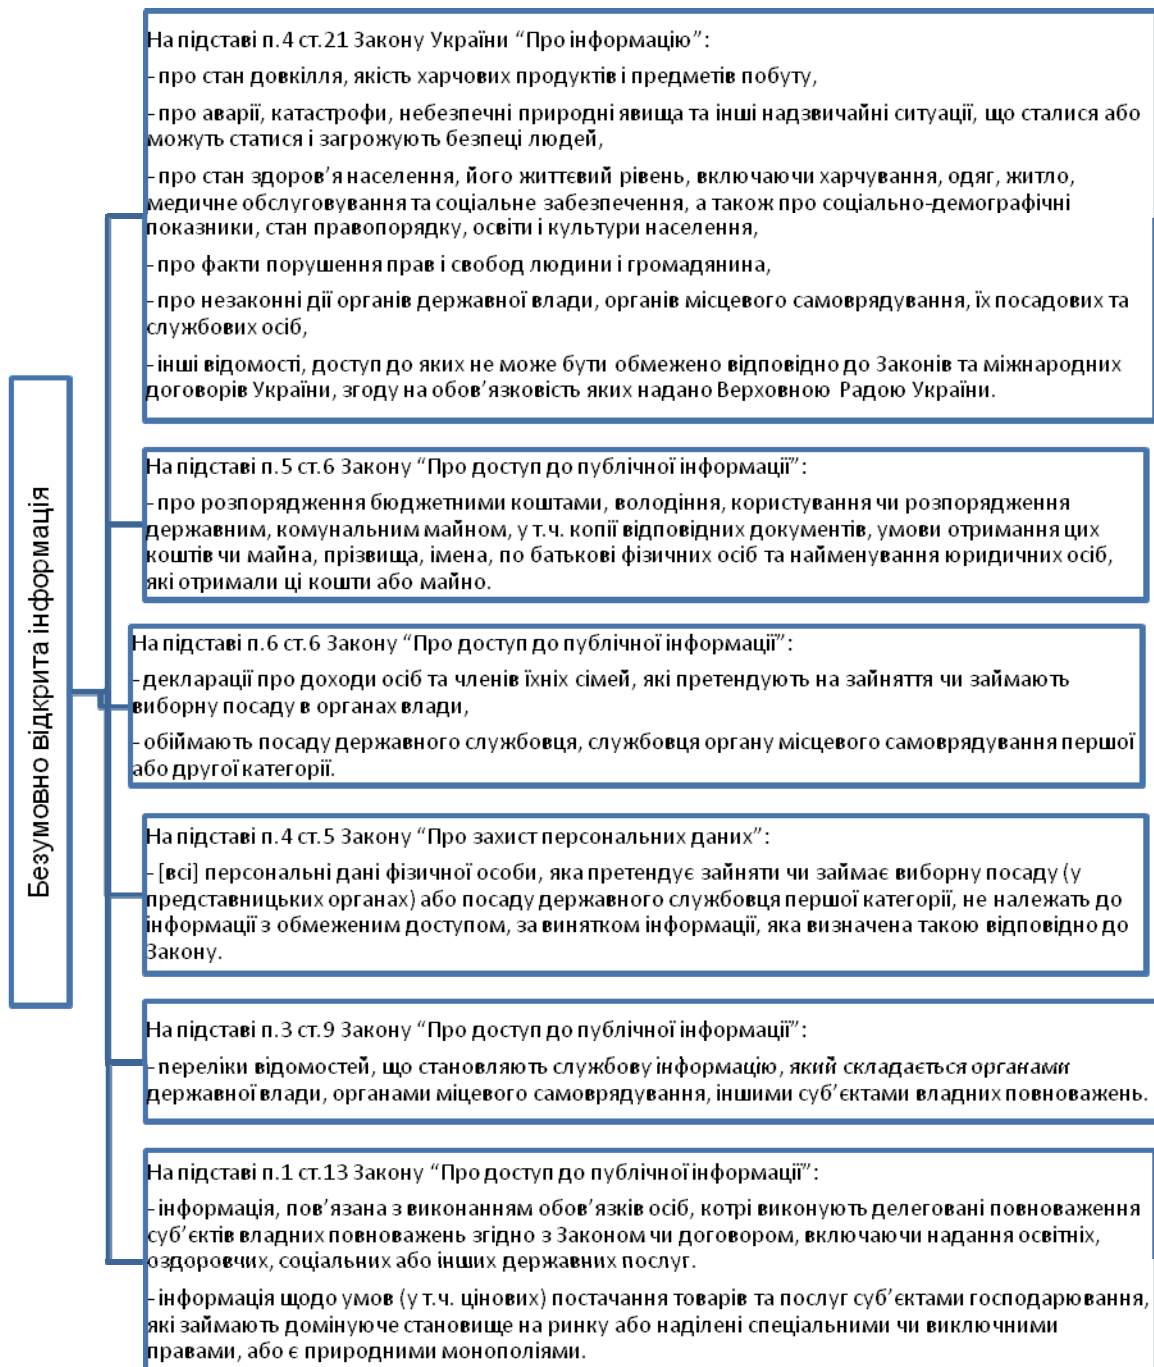 Безумовно відкрита інформація
На підставі п.4 ст.21 Закону України “Про інформацію”:
- про стан довкілля, якість харчових продуктів і предметів побуту,
- про аварії, катастрофи, небезпечні природні явища та інші надзвичайні ситуації, що сталися або
можуть статися і загрожують безпеці людей,
- про стан здоров’я населення, його життєвий рівень, включаючи харчування, одяг, житло,
медичне обслуговування та соціальне забезпечення, а також про соціально-демографічні
показники, стан правопорядку, освіти і культури населення,
- про факти порушення прав і свобод людини і громадянина,
- про незаконні дії органів державної влади, органів місцевого самоврядування, їх посадових та
службових осіб,
- інші відомості, доступ до яких не може бути обмежено відповідно до Законів та міжнародних
договорів України, згоду на обов’язковість яких надано Верховною Радою України.
На підставі п.5 ст.6 Закону “Про доступ до публічної інформації”:
- про розпорядження бюджетними коштами, володіння, користування чи розпорядження
державним, комунальним майном, у т.ч. копії відповідних документів, умови отримання цих
коштів чи майна, прізвища, імена, по батькові фізичних осіб та найменування юридичних осіб,
які отримали ці кошти або майно.
На підставі п.6 ст.6 Закону “Про доступ до публічної інформації”:
- декларації про доходи осіб та членів їхніх сімей, які претендують на зайняття чи займають
виборну посаду в органах влади,
- обіймають посаду державного службовця, службовця органу місцевого самоврядування першої
або другої категорії.
На підставі п.4 ст.5 Закону “Про захист персональних даних”:
- [всі] персональні дані фізичної особи, яка претендує зайняти чи займає виборну посаду (у
представницьких органах) або посаду державного службовця першої категорії, не належать до
інформації з обмеженим доступом, за винятком інформації, яка визначена такою відповідно до
Закону.
На підставі п.3 ст.9 Закону “Про доступ до публічної інформації”:
- переліки відомостей, що становляють службову інформацію, який складається органами
державної влади, органами міцевого самоврядування, іншими суб’єктами владних повноважень.
На підставі п.1 ст.13 Закону “Про доступ до публічної інформації”:
- інформація, пов’язана з виконанням обов’язків осіб, котрі виконують делеговані повноваження
суб’єктів владних повноважень згідно з Законом чи договором, включаючи надання освітніх,
оздоровчих, соціальних або інших державних послуг.
- інформація щодо умов (у т.ч. цінових) постачання товарів та послуг суб’єктами господарювання,
які займають домінуюче становище на ринку або наділені спеціальними чи виключними
правами, або є природними монополіями.